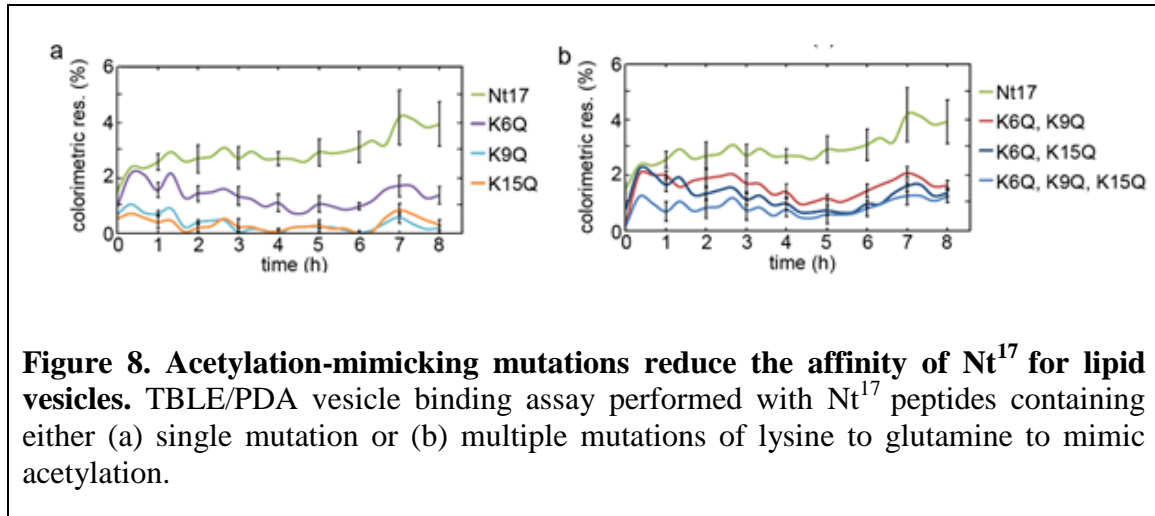 a
colorimetric res. (%)
6
4
2
0
0 1 2 3 4 5 6 7 8
time (h)
Nt17
K6Q
K9Q
K15Q
b
colorimetric res. (%)
6
4
2
0
0 1 2 3 4 5 6 7 8
time (h)
Nt17
K6Q, K9Q
K6Q, K15Q
K6Q, K9Q, K15Q
Figure 8. Acetylation-mimicking mutations reduce the affinity of Nt¹⁷ for lipid
vesicles. TBLE/PDA vesicle binding assay performed with Nt¹⁷ peptides containing
either (a) single mutation or (b) multiple mutations of lysine to glutamine to mimic
acetylation.